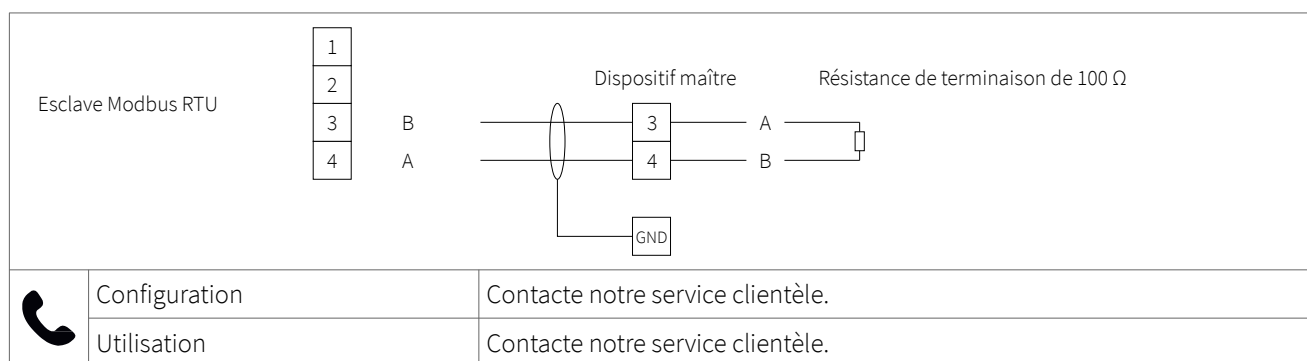 1
Dispositif maître Résistance de terminaison de 100 Ω
2
Esclave Modbus RTU
3 B 3 A
4 A 4 B
GND
Configuration Contacte notre service clientèle.
Utilisation Contacte notre service clientèle.